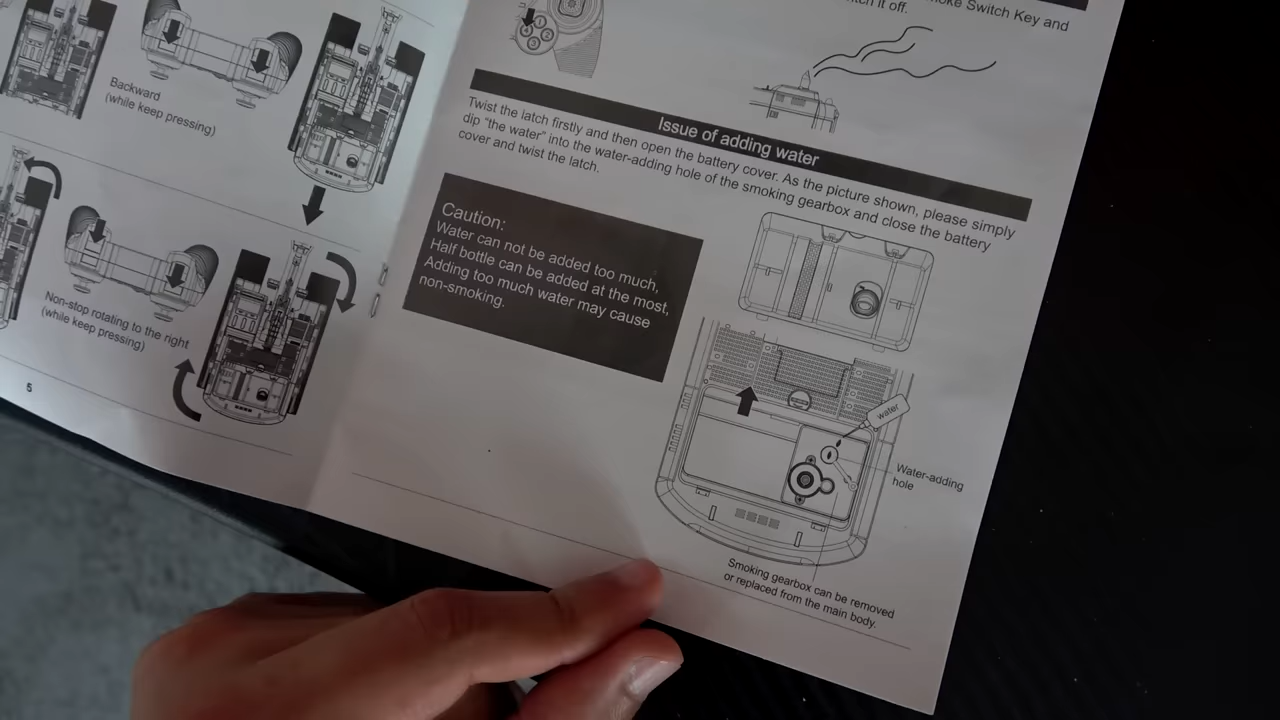 Backward
(while keep pressing)
Non-stop rotating to the right
(while keep pressing)
5
Smoke Switch Key and
it off.
Issue of adding water
Twist the latch firstly and then open the battery cover. As the picture shown, please simply
dip "the water" into the water-adding hole of the smoking gearbox and close the battery
cover and twist the latch.
Caution:
Water can not be added too much,
Half bottle can be added at the most,
Adding too much water may cause
non-smoking.
water
Water-adding
hole
Smoking gearbox can be removed
or replaced from the main body.